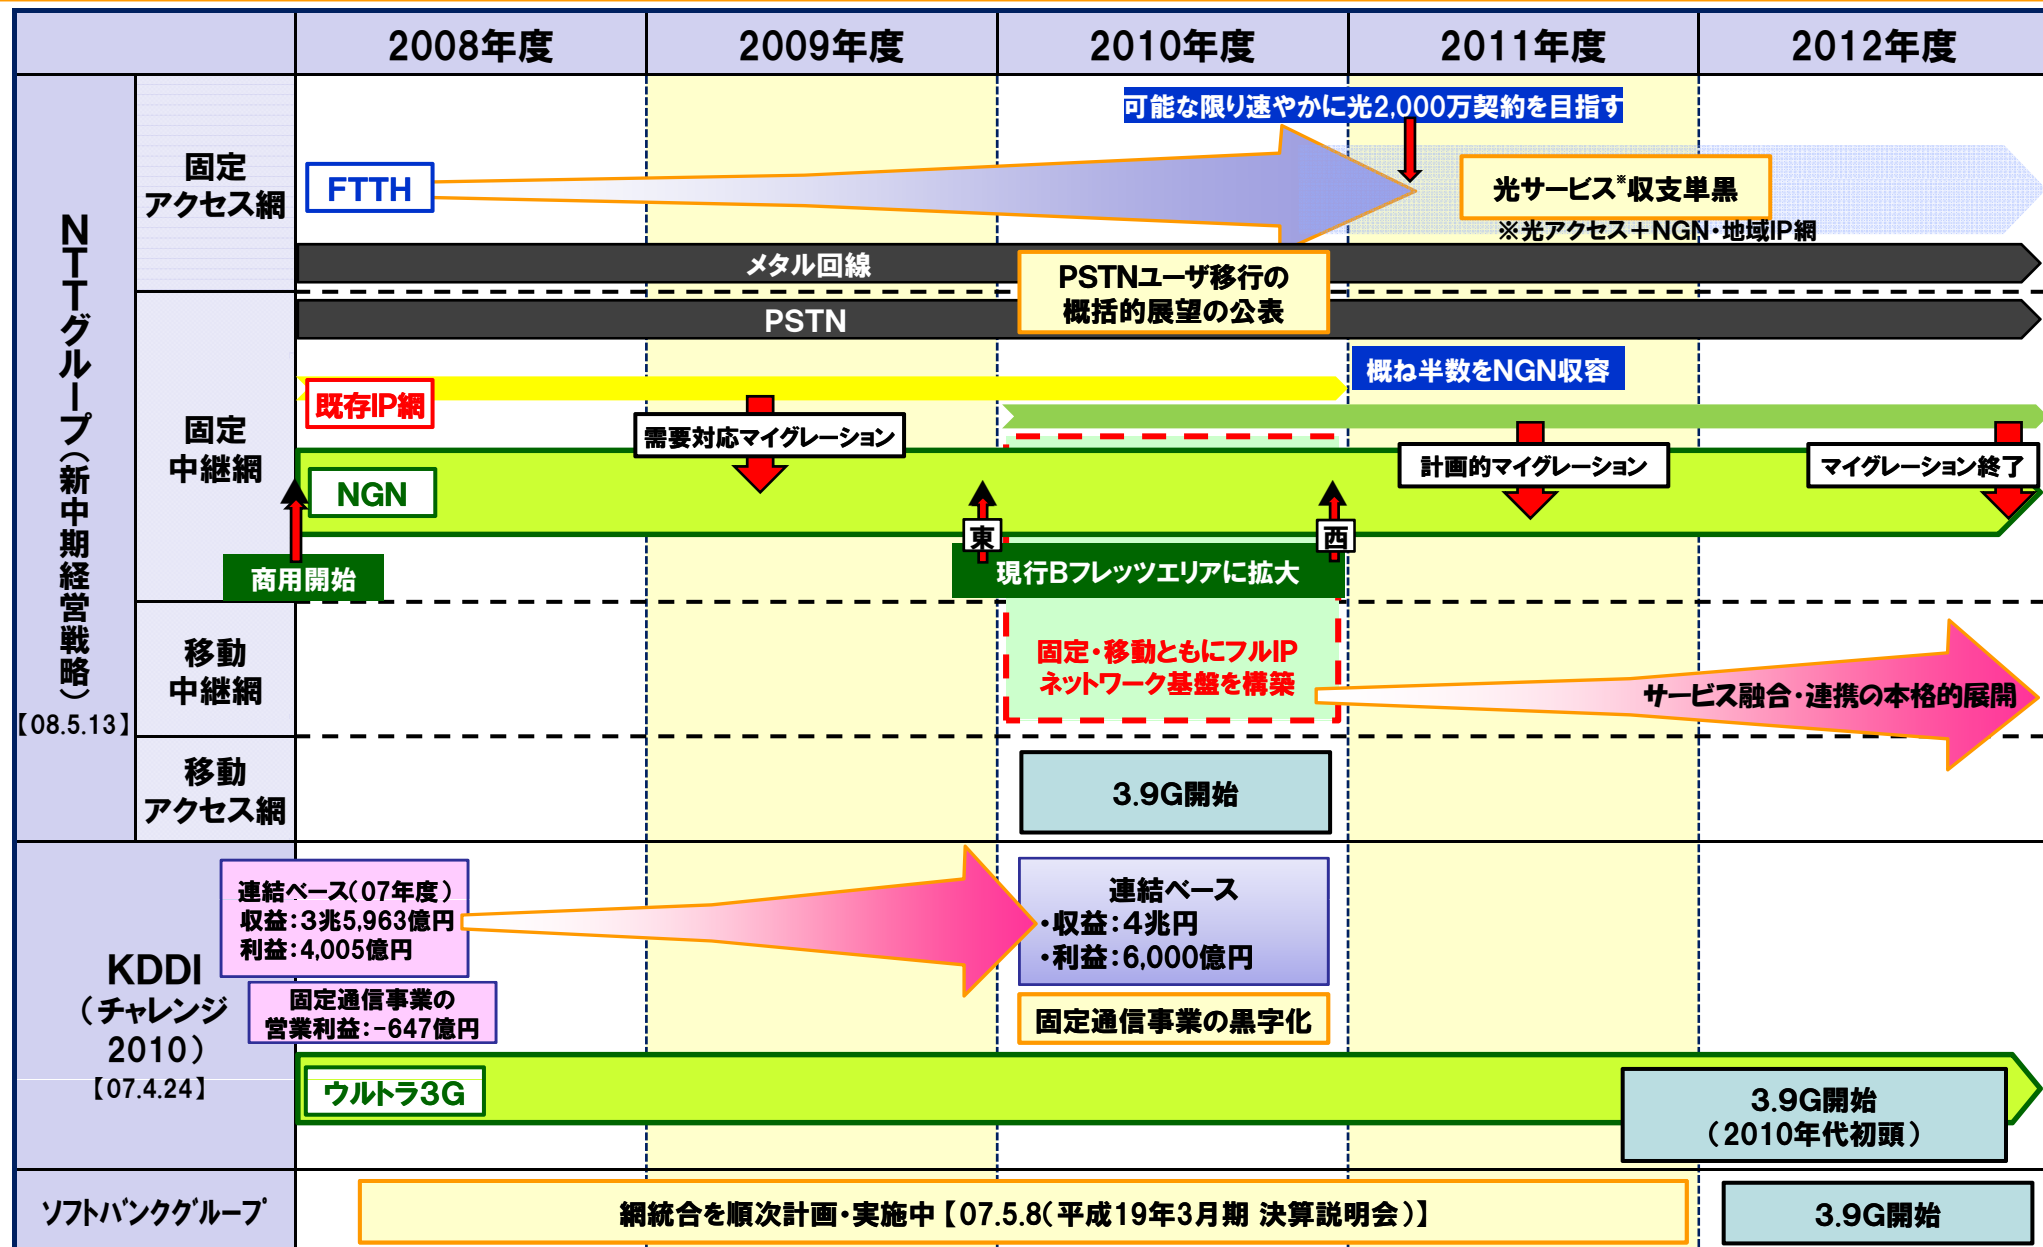 2008年度
2009年度
2010年度
2011年度
2012年度
NTTグループ(新中期経営戦略)
【08.5.13】
固定
アクセス網
可能な限り速やかに光2,000万契約を目指す
FTTH
光サービス※収支単黒
※光アクセス+NGN・地域IP網
メタル回線
PSTNユーザ移行の
概括的展望の公表
PSTN
固定
中継網
既存IP網
概ね半数をNGN収容
需要対応マイグレーション
計画的マイグレーション
マイグレーション終了
NGN
東
西
商用開始
現行Bフレッツエリアに拡大
移動
中継網
固定・移動ともにフルIP
ネットワーク基盤を構築
サービス融合・連携の本格的展開
移動
アクセス網
3.9G開始
KDDI
(チャレンジ
2010)
【07.4.24】
連結ベース(07年度)
収益:3兆5,963億円
利益:4,005億円
固定通信事業の
営業利益:-647億円
連結ベース
・収益:4兆円
・利益:6,000億円
固定通信事業の黒字化
ウルトラ3G
3.9G開始
(2010年代初頭)
ソフトバンクグループ
網統合を順次計画・実施中【07.5.8(平成19年3月期 決算説明会)】
3.9G開始